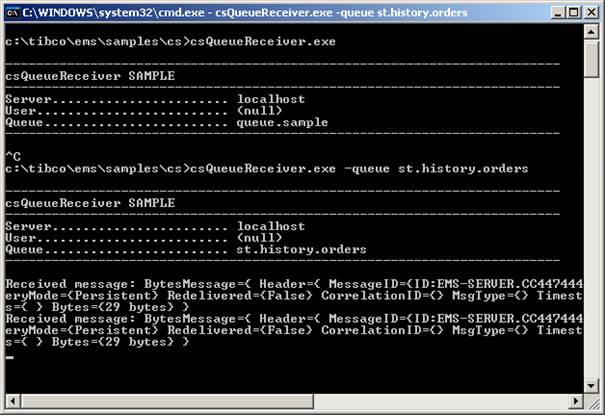 C:\WINDOWS\system32\cmd.exe - csQueueReceiver.exe -queue st.history.orders
c:\tibco\ems\samples\cs>csQueueReceiver.exe
------------------------------------------------------------------------
csQueueReceiver SAMPLE
------------------------------------------------------------------------
Server....................... localhost
User......................... (null)
Queue........................ queue.sample
------------------------------------------------------------------------
^C
c:\tibco\ems\samples\cs>csQueueReceiver.exe -queue st.history.orders
------------------------------------------------------------------------
csQueueReceiver SAMPLE
------------------------------------------------------------------------
Server....................... localhost
User......................... (null)
Queue........................ st.history.orders
------------------------------------------------------------------------
Received message: BytesMessage={ Header={ MessageID={ID:EMS-SERVER.CC447444
eryMode={Persistent} Redelivered={False} CorrelationID={} MsgType={} Timest
s={ } Bytes={29 bytes} }
Received message: BytesMessage={ Header={ MessageID={ID:EMS-SERVER.CC447444
eryMode={Persistent} Redelivered={False} CorrelationID={} MsgType={} Timest
s={ } Bytes={29 bytes} }